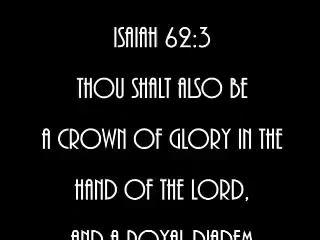 ISAIAH 62:3
THOU SHALT ALSO BE
A CROWN OF GLORY IN THE
HAND OF THE LORD,
AND A ROYAL DIADEM